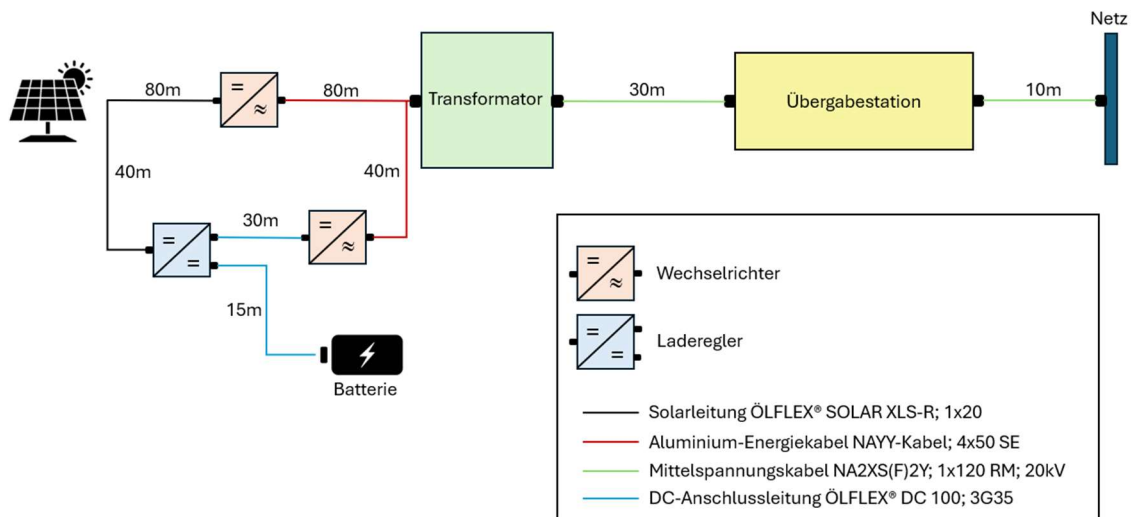 Netz
80m
80m
Transformator
30m
Übergabestation
10m
40m
40m
30m
15m
Batterie
Wechselrichter
Laderegler
Solarleitung ÖLFLEX® SOLAR XLS-R; 1x20
Aluminium-Energiekabel NAYY-Kabel; 4x50 SE
Mittelspannungskabel NA2XS(F)2Y; 1x120 RM; 20kV
DC-Anschlussleitung ÖLFLEX® DC 100; 3G35